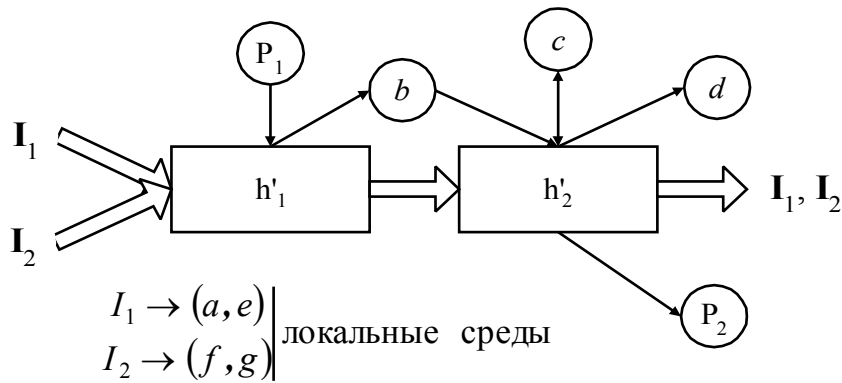 P₁
b
c
d
I₁
I₂
h'₁
h'₂
I₁, I₂
P₂
I₁ → (a, e)
I₂ → (f, g)
локальные среды